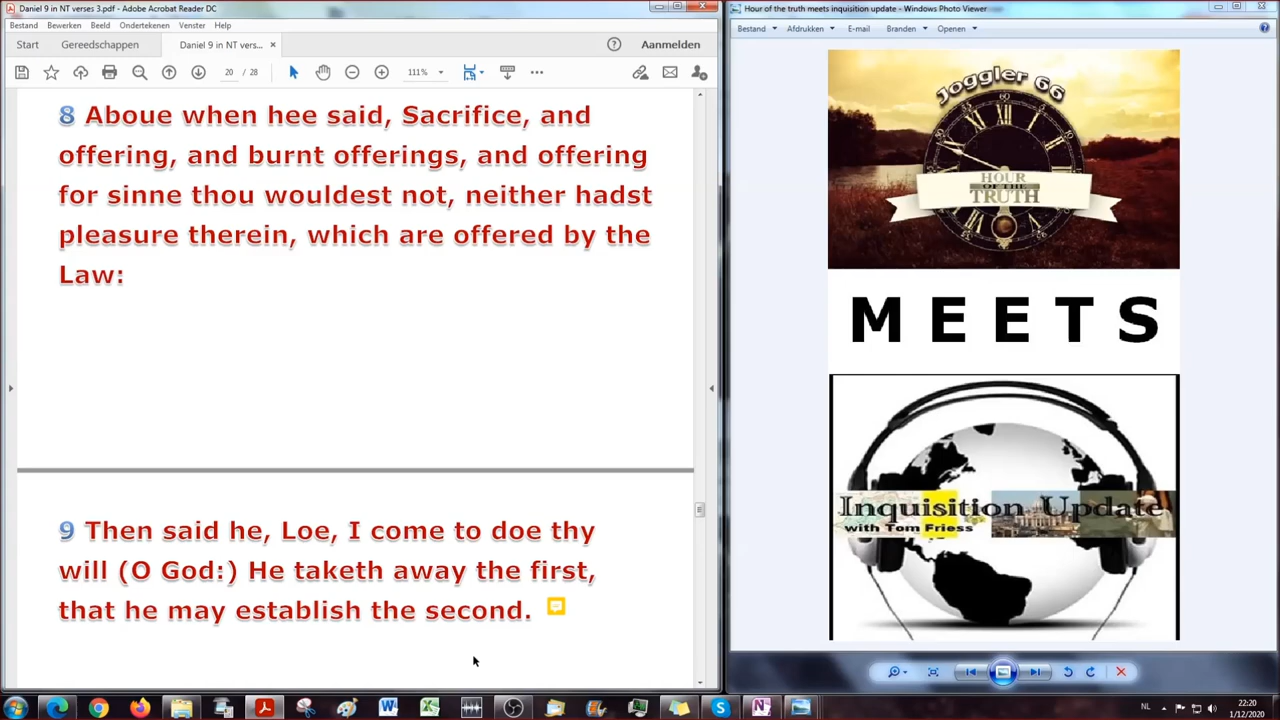 Daniel 9 in NT verses 3.pdf - Adobe Acrobat Reader DC
Bestand Bewerken Beeld Ondertekenen Venster Help
Start Gereedschappen Daniel 9 in NT vers... × Aanmelden
20 / 28 111%
8 Aboue when hee said, Sacrifice, and
offering, and burnt offerings, and offering
for sinne thou wouldest not, neither hadst
pleasure therein, which are offered by the
Law:
9 Then said he, Loe, I come to doe thy
will (O God:) He taketh away the first,
that he may establish the second.
Hour of the truth meets inquisition update - Windows Photo Viewer
Bestand Afdrukken E-mail Branden Openen
Joggler 66
HOUR
OF THE
TRUTH
MEETS
Inquisition Update
with Tom Friess
NL 22:20
1/12/2020